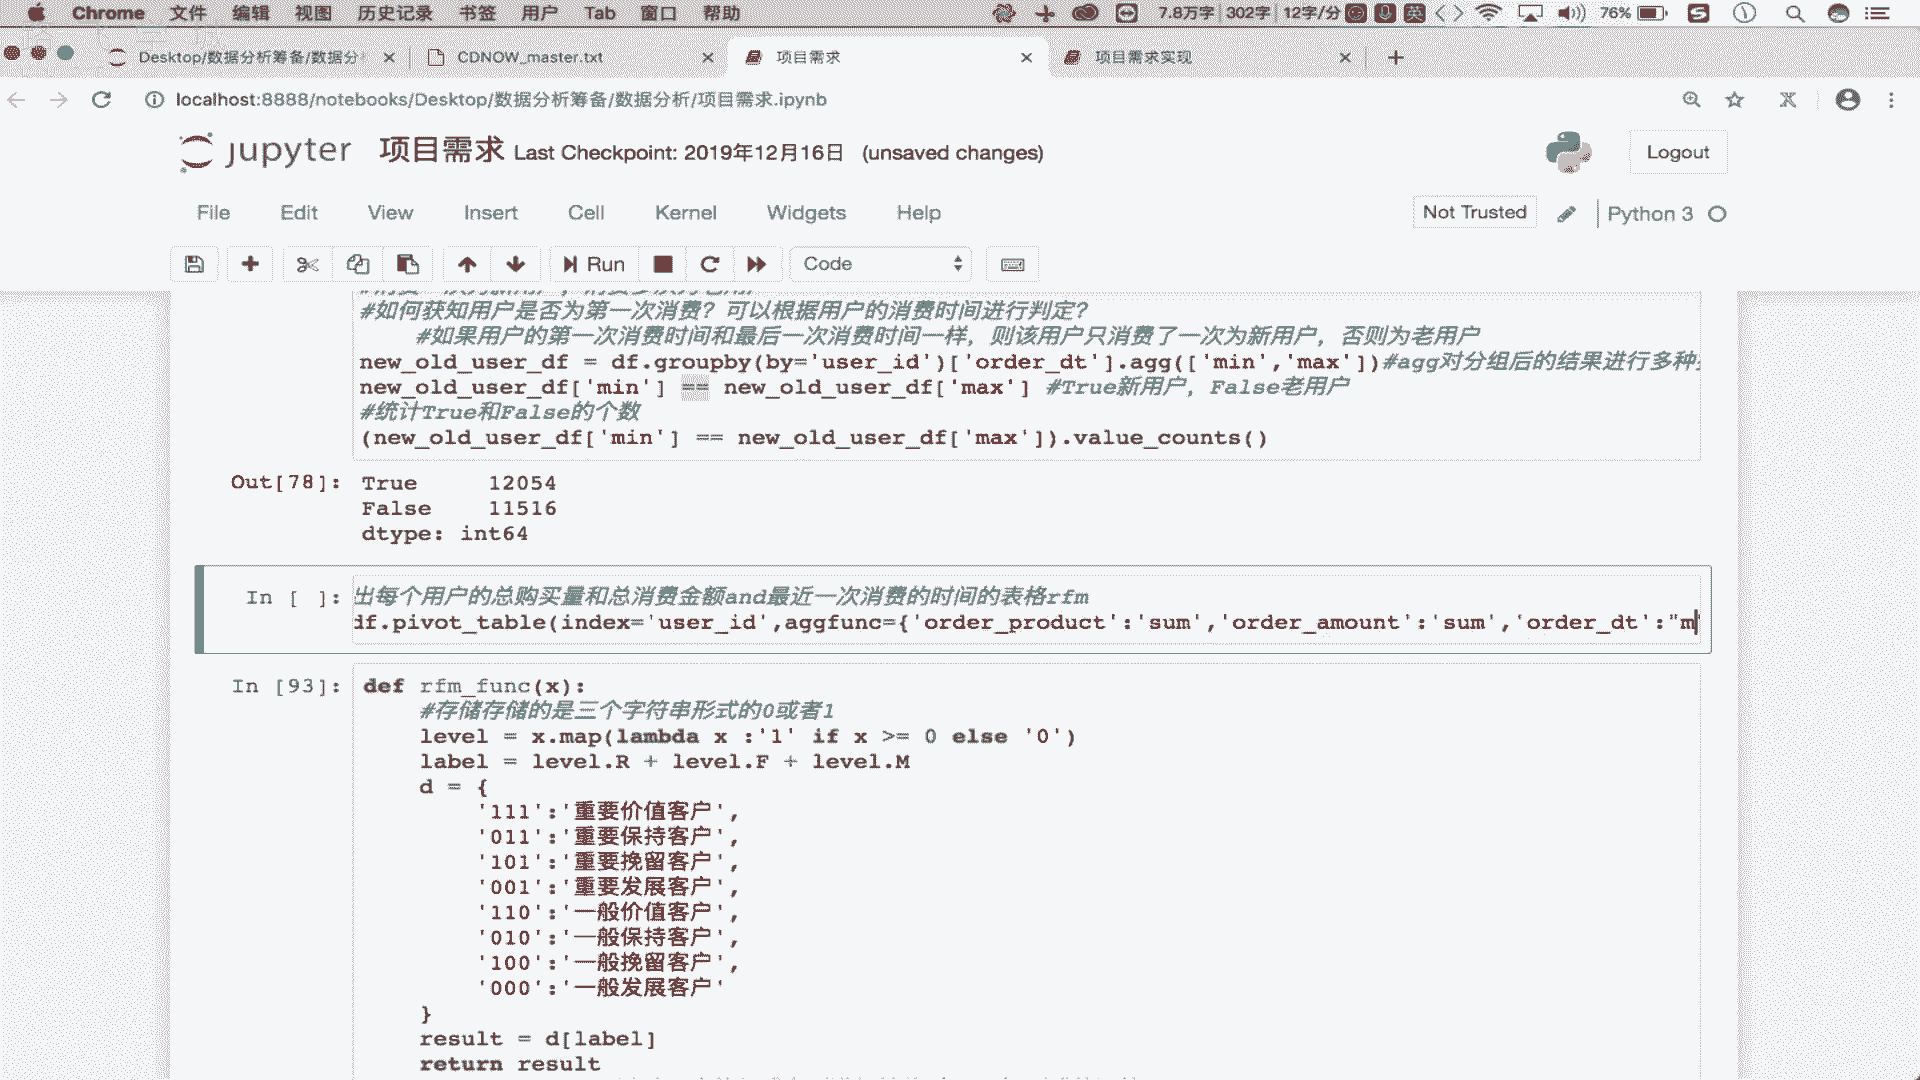 Chrome 文件 编辑 视图 历史记录 书签 用户 Tab 窗口 帮助 7.8万字 302字 12字/分 英 76%
Desktop/数据分析筹备/数据分 CDNOW_master.txt 项目需求 项目需求实现
localhost:8888/notebooks/Desktop/数据分析筹备/数据分析/项目需求.ipynb
jupyter 项目需求 Last Checkpoint: 2019年12月16日 (unsaved changes) Logout
File Edit View Insert Cell Kernel Widgets Help Not Trusted Python 3
Run Code
#如何获知用户是否为第一次消费？可以根据用户的消费时间进行判定?
#如果用户的第一次消费时间和最后一次消费时间一样，则该用户只消费了一次为新用户，否则为老用户
new_old_user_df = df.groupby(by='user_id')['order_dt'].agg(['min','max'])#agg对分组后的结果进行多种
new_old_user_df['min'] == new_old_user_df['max'] #True新用户，False老用户
#统计True和False的个数
(new_old_user_df['min'] == new_old_user_df['max']).value_counts()
Out[78]: True 12054
False 11516
dtype: int64
In [ ]: 出每个用户的总购买量和总消费金额and最近一次消费的时间的表格rfm
df.pivot_table(index='user_id',aggfunc={'order_product':'sum','order_amount':'sum','order_dt':"m
In [93]: def rfm_func(x):
#存储存储的是三个字符串形式的0或者1
level = x.map(lambda x :'1' if x >= 0 else '0')
label = level.R + level.F + level.M
d = {
'111':'重要价值客户',
'011':'重要保持客户',
'101':'重要挽留客户',
'001':'重要发展客户',
'110':'一般价值客户',
'010':'一般保持客户',
'100':'一般挽留客户',
'000':'一般发展客户'
}
result = d[label]
return result